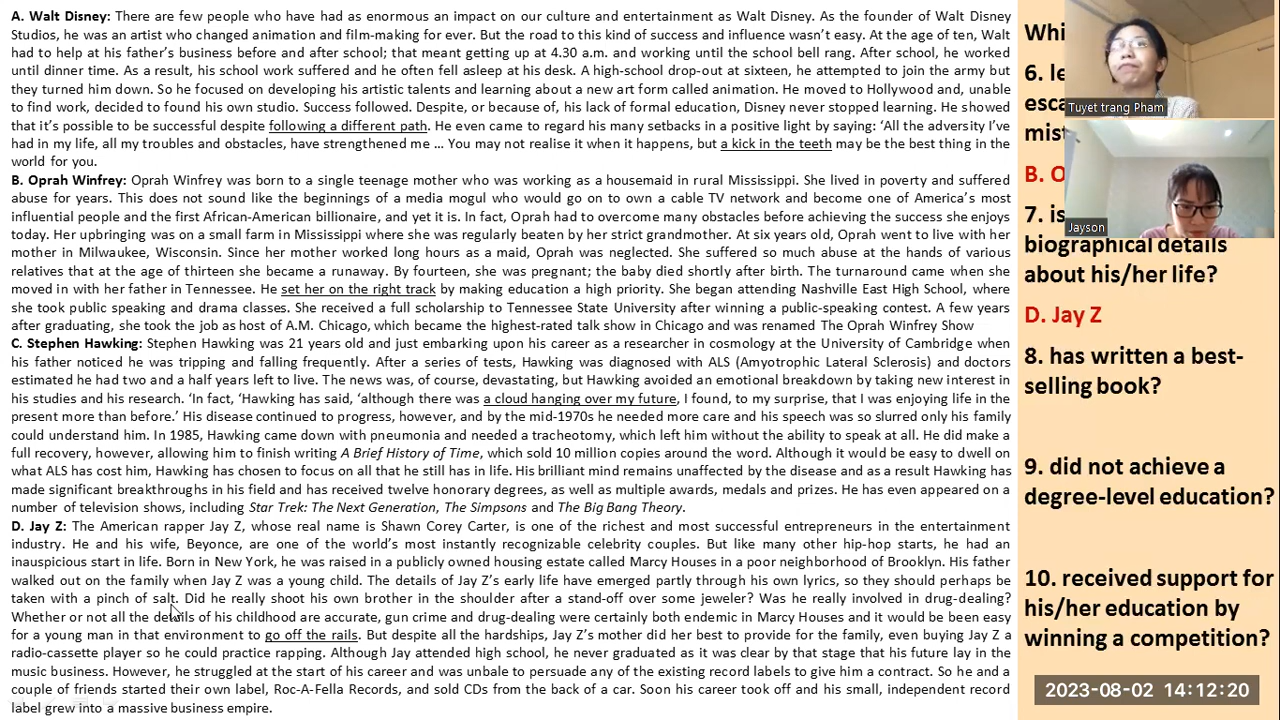 A. Walt Disney: There are few people who have had as enormous an impact on our culture and entertainment as Walt Disney. As the founder of Walt Disney
Studios, he was an artist who changed animation and film-making for ever. But the road to this kind of success and influence wasn't easy. At the age of ten, Walt
had to help at his father's business before and after school; that meant getting up at 4.30 a.m. and working until the school bell rang. After school, he worked
until dinner time. As a result, his school work suffered and he often fell asleep at his desk. A high-school drop-out at sixteen, he attempted to join the army but
they turned him down. So he focused on developing his artistic talents and learning about a new art form called animation. He moved to Hollywood and, unable
to find work, decided to found his own studio. Success followed. Despite, or because of, his lack of formal education, Disney never stopped learning. He showed
that it's possible to be successful despite following a different path. He even came to regard his many setbacks in a positive light by saying: 'All the adversity I've
had in my life, all my troubles and obstacles, have strengthened me ... You may not realise it when it happens, but a kick in the teeth may be the best thing in the
world for you.
B. Oprah Winfrey: Oprah Winfrey was born to a single teenage mother who was working as a housemaid in rural Mississippi. She lived in poverty and suffered
abuse for years. This does not sound like the beginnings of a media mogul who would go on to own a cable TV network and become one of America's most
influential people and the first African-American billionaire, and yet it is. In fact, Oprah had to overcome many obstacles before achieving the success she enjoys
today. Her upbringing was on a small farm in Mississippi where she was regularly beaten by her strict grandmother. At six years old, Oprah went to live with her
mother in Milwaukee, Wisconsin. Since her mother worked long hours as a maid, Oprah was neglected. She suffered so much abuse at the hands of various
relatives that at the age of thirteen she became a runaway. By fourteen, she was pregnant; the baby died shortly after birth. The turnaround came when she
moved in with her father in Tennessee. He set her on the right track by making education a high priority. She began attending Nashville East High School, where
she took public speaking and drama classes. She received a full scholarship to Tennessee State University after winning a public-speaking contest. A few years
after graduating, she took the job as host of A.M. Chicago, which became the highest-rated talk show in Chicago and was renamed The Oprah Winfrey Show
C. Stephen Hawking: Stephen Hawking was 21 years old and just embarking upon his career as a researcher in cosmology at the University of Cambridge when
his father noticed he was tripping and falling frequently. After a series of tests, Hawking was diagnosed with ALS (Amyotrophic Lateral Sclerosis) and doctors
estimated he had two and a half years left to live. The news was, of course, devastating, but Hawking avoided an emotional breakdown by taking new interest in
his studies and his research. 'In fact, 'Hawking has said, 'although there was a cloud hanging over my future, I found, to my surprise, that I was enjoying life in the
present more than before.' His disease continued to progress, however, and by the mid-1970s he needed more care and his speech was so slurred only his family
could understand him. In 1985, Hawking came down with pneumonia and needed a tracheotomy, which left him without the ability to speak at all. He did make a
full recovery, however, allowing him to finish writing A Brief History of Time, which sold 10 million copies around the word. Although it would be easy to dwell on
what ALS has cost him, Hawking has chosen to focus on all that he still has in life. His brilliant mind remains unaffected by the disease and as a result Hawking has
made significant breakthroughs in his field and has received twelve honorary degrees, as well as multiple awards, medals and prizes. He has even appeared on a
number of television shows, including Star Trek: The Next Generation, The Simpsons and The Big Bang Theory.
D. Jay Z: The American rapper Jay Z, whose real name is Shawn Corey Carter, is one of the richest and most successful entrepreneurs in the entertainment
industry. He and his wife, Beyonce, are one of the world's most instantly recognizable celebrity couples. But like many other hip-hop starts, he had an
inauspicious start in life. Born in New York, he was raised in a publicly owned housing estate called Marcy Houses in a poor neighborhood of Brooklyn. His father
walked out on the family when Jay Z was a young child. The details of Jay Z's early life have emerged partly through his own lyrics, so they should perhaps be
taken with a pinch of salt. Did he really shoot his own brother in the shoulder after a stand-off over some jeweler? Was he really involved in drug-dealing?
Whether or not all the details of his childhood are accurate, gun crime and drug-dealing were certainly both endemic in Marcy Houses and it would be been easy
for a young man in that environment to go off the rails. But despite all the hardships, Jay Z's mother did her best to provide for the family, even buying Jay Z a
radio-cassette player so he could practice rapping. Although Jay attended high school, he never graduated as it was clear by that stage that his future lay in the
music business. However, he struggled at the start of his career and was unbale to persuade any of the existing record labels to give him a contract. So he and a
couple of friends started their own label, Roc-A-Fella Records, and sold CDs from the back of a car. Soon his career took off and his small, independent record
label grew into a massive business empire.
Whi
6. le
esca
mist
B. O
7. is
biographical details
about his/her life?
D. Jay Z
8. has written a best-
selling book?
9. did not achieve a
degree-level education?
10. received support for
his/her education by
winning a competition?
Tuyet trang Pham
Jayson
2023-08-02 14:12:20